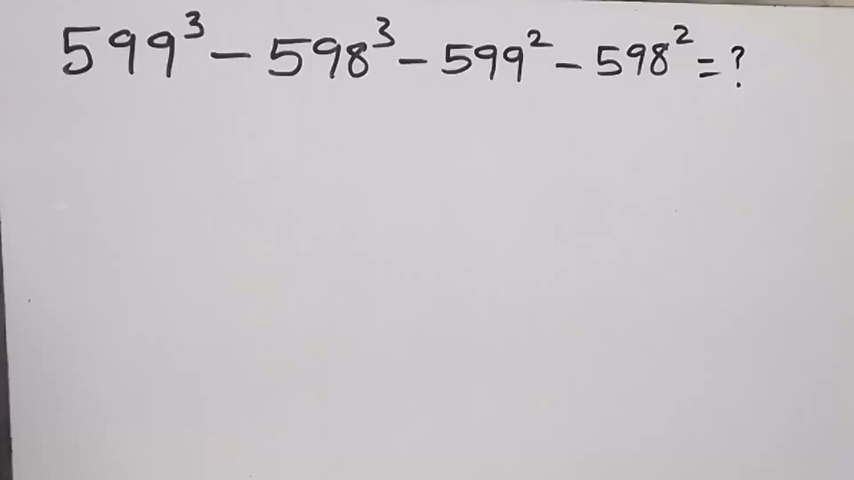 599³ - 598³ - 599² - 598² = ?